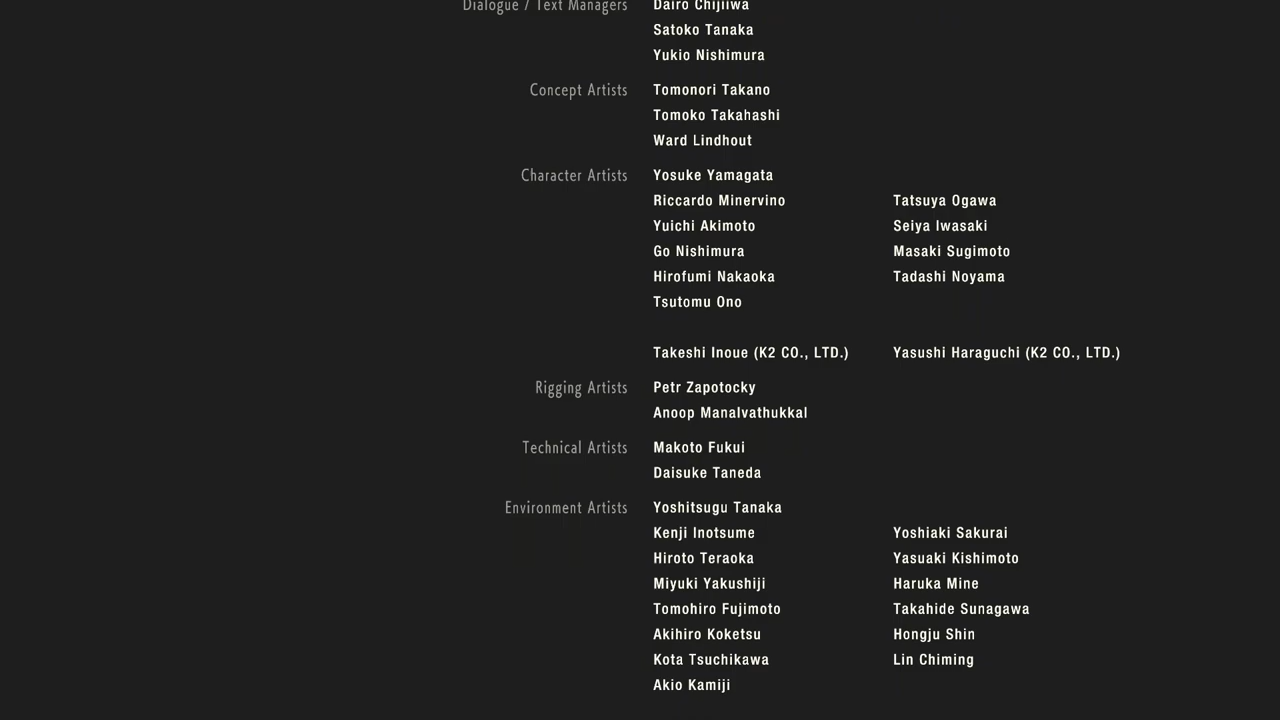 Dialogue / Text Managers Dairo Chijiiwa
Satoko Tanaka
Yukio Nishimura
Concept Artists Tomonori Takano
Tomoko Takahashi
Ward Lindhout
Character Artists Yosuke Yamagata
Riccardo Minervino Tatsuya Ogawa
Yuichi Akimoto Seiya Iwasaki
Go Nishimura Masaki Sugimoto
Hirofumi Nakaoka Tadashi Noyama
Tsutomu Ono
Takeshi Inoue (K2 CO., LTD.) Yasushi Haraguchi (K2 CO., LTD.)
Rigging Artists Petr Zapotocky
Anoop Manalvathukkal
Technical Artists Makoto Fukui
Daisuke Taneda
Environment Artists Yoshitsugu Tanaka
Kenji Inotsume Yoshiaki Sakurai
Hiroto Teraoka Yasuaki Kishimoto
Miyuki Yakushiji Haruka Mine
Tomohiro Fujimoto Takahide Sunagawa
Akihiro Koketsu Hongju Shin
Kota Tsuchikawa Lin Chiming
Akio Kamiji